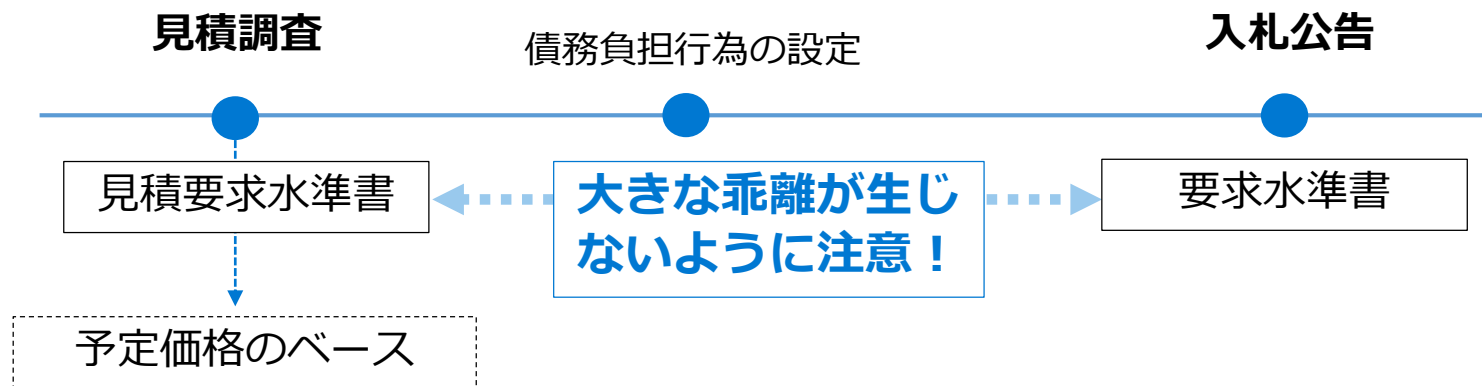 見積調査
債務負担行為の設定
入札公告
見積要求水準書
大きな乖離が生じ
ないように注意！
要求水準書
予定価格のベース